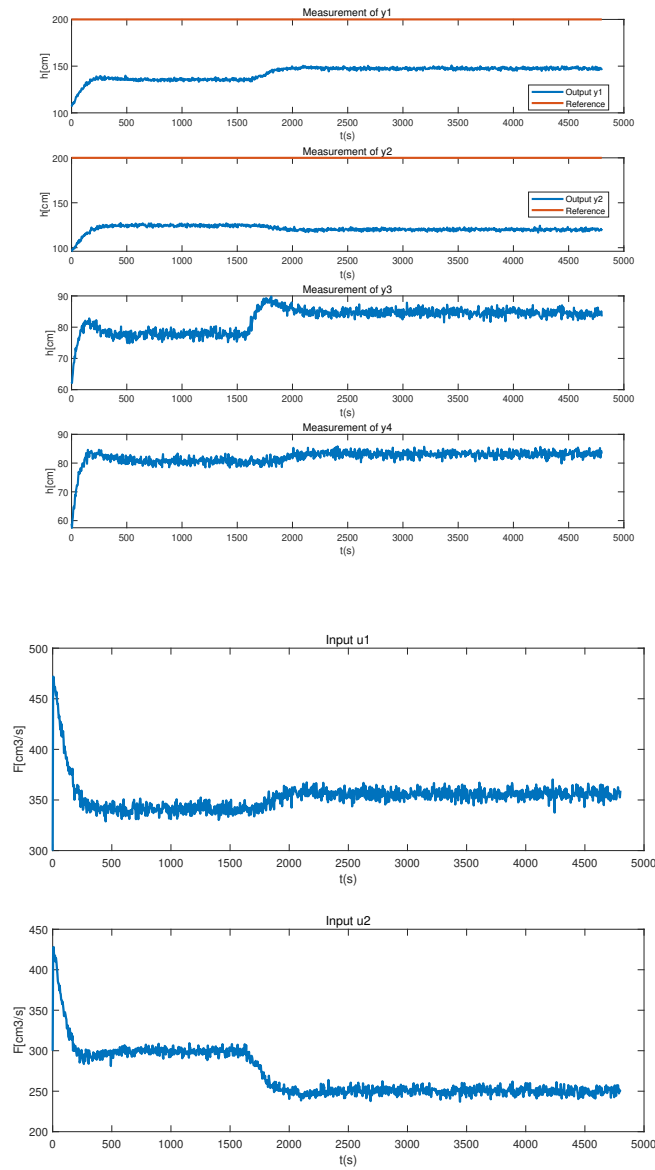 Measurement of y1
200
150
100
h[cm]
Output y1
Reference
0 500 1000 1500 2000 2500 3000 3500 4000 4500 5000
t(s)
Measurement of y2
200
150
100
h[cm]
Output y2
Reference
0 500 1000 1500 2000 2500 3000 3500 4000 4500 5000
t(s)
Measurement of y3
90
80
70
60
h[cm]
0 500 1000 1500 2000 2500 3000 3500 4000 4500 5000
t(s)
Measurement of y4
90
80
70
60
h[cm]
0 500 1000 1500 2000 2500 3000 3500 4000 4500 5000
t(s)
Input u1
500
450
400
350
300
F[cm3/s]
0 500 1000 1500 2000 2500 3000 3500 4000 4500 5000
t(s)
Input u2
450
400
350
300
250
200
F[cm3/s]
0 500 1000 1500 2000 2500 3000 3500 4000 4500 5000
t(s)